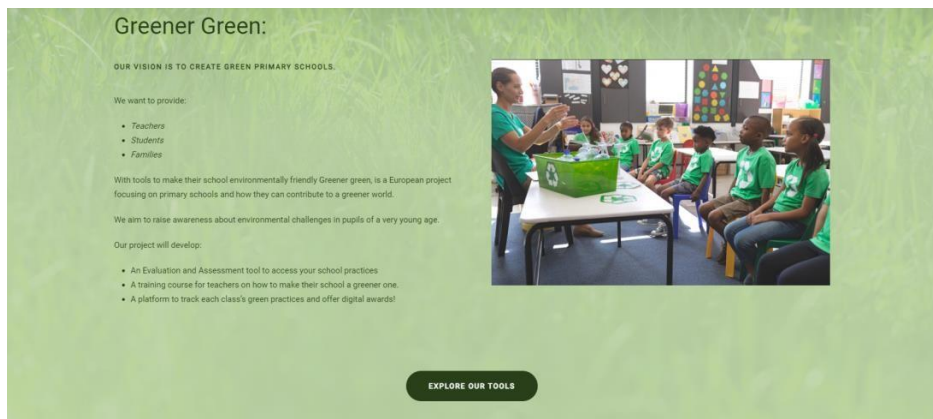 Greener Green:
OUR VISION IS TO CREATE GREEN PRIMARY SCHOOLS.
We want to provide:
• Teachers
• Students
• Families
With tools to make their school environmentally friendly Greener green, is a European project
focusing on primary schools and how they can contribute to a greener world.
We aim to raise awareness about environmental challenges in pupils of a very young age.
Our project will develop:
• An Evaluation and Assessment tool to access your school practices
• A training course for teachers on how to make their school a greener one.
• A platform to track each class's green practices and offer digital awards!
EXPLORE OUR TOOLS